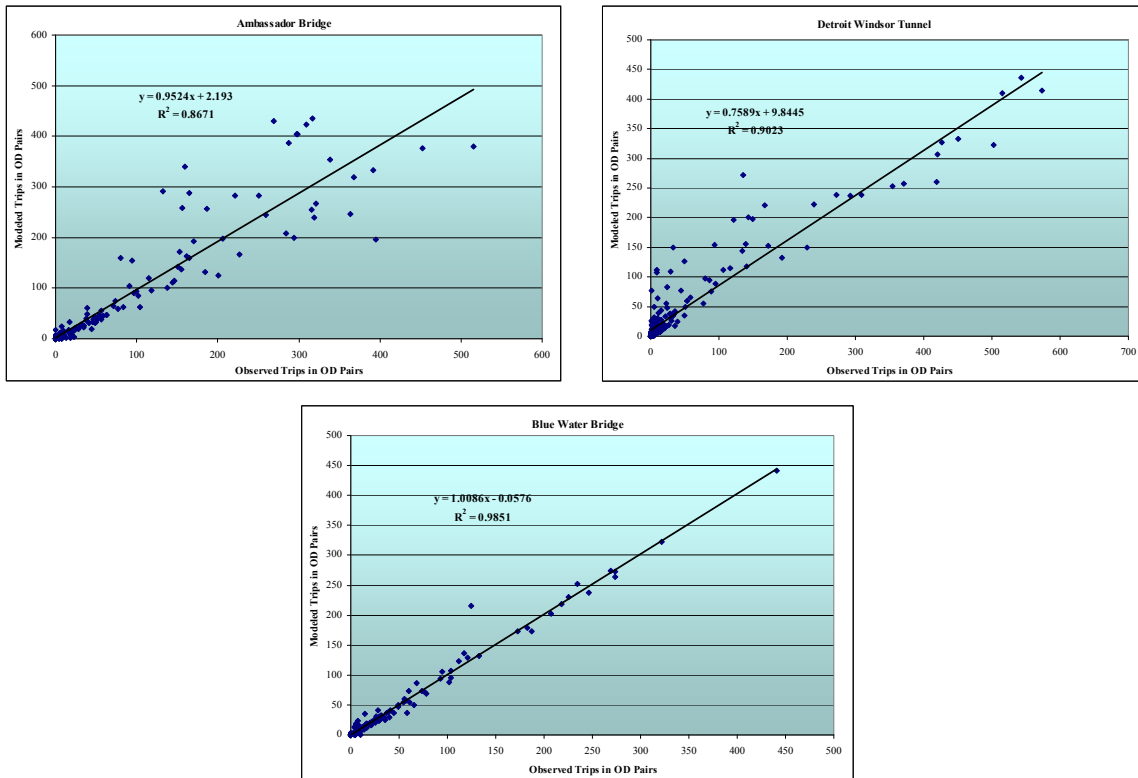 Ambassador Bridge
600
500
400
300
200
100
0
0 100 200 300 400 500 600
y = 0.9524x + 2.193
R² = 0.8671
Modeled Trips in OD Pairs
Observed Trips in OD Pairs
Detroit Windsor Tunnel
500
450
400
350
300
250
200
150
100
50
0
0 100 200 300 400 500 600 700
y = 0.7589x + 9.8445
R² = 0.9023
Modeled Trips in OD Pairs
Observed Trips in OD Pairs
Blue Water Bridge
500
450
400
350
300
250
200
150
100
50
0
0 50 100 150 200 250 300 350 400 450 500
y = 1.0086x - 0.0576
R² = 0.9851
Modeled Trips in OD Pairs
Observed Trips in OD Pairs